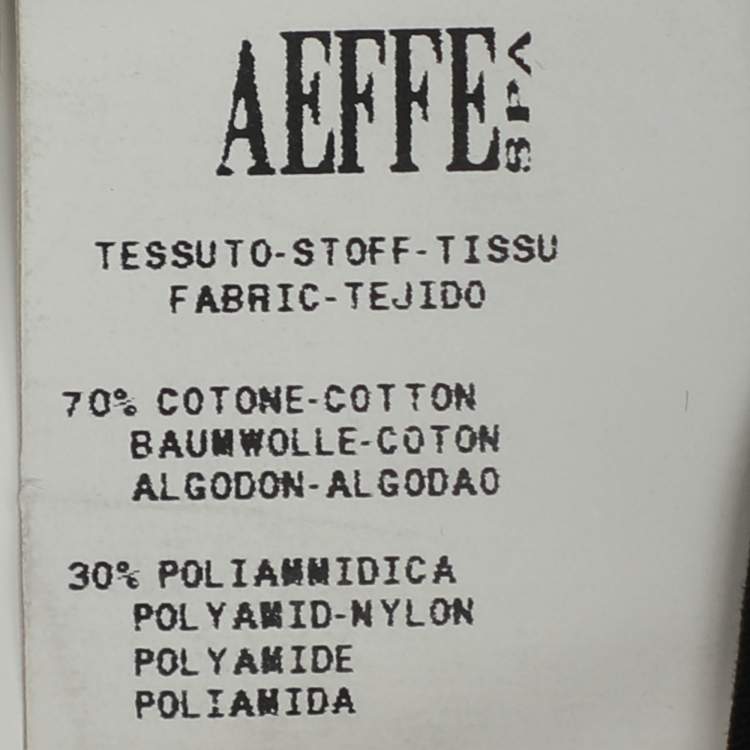 AEFFE SPA
TESSUTO-STOFF-TISSU
FABRIC-TEJIDO
70% COTONE-COTTON
BAUMWOLLE-COTON
ALGODON-ALGODAO
30% POLIAMMIDICA
POLYAMID-NYLON
POLYAMIDE
POLIAMIDA